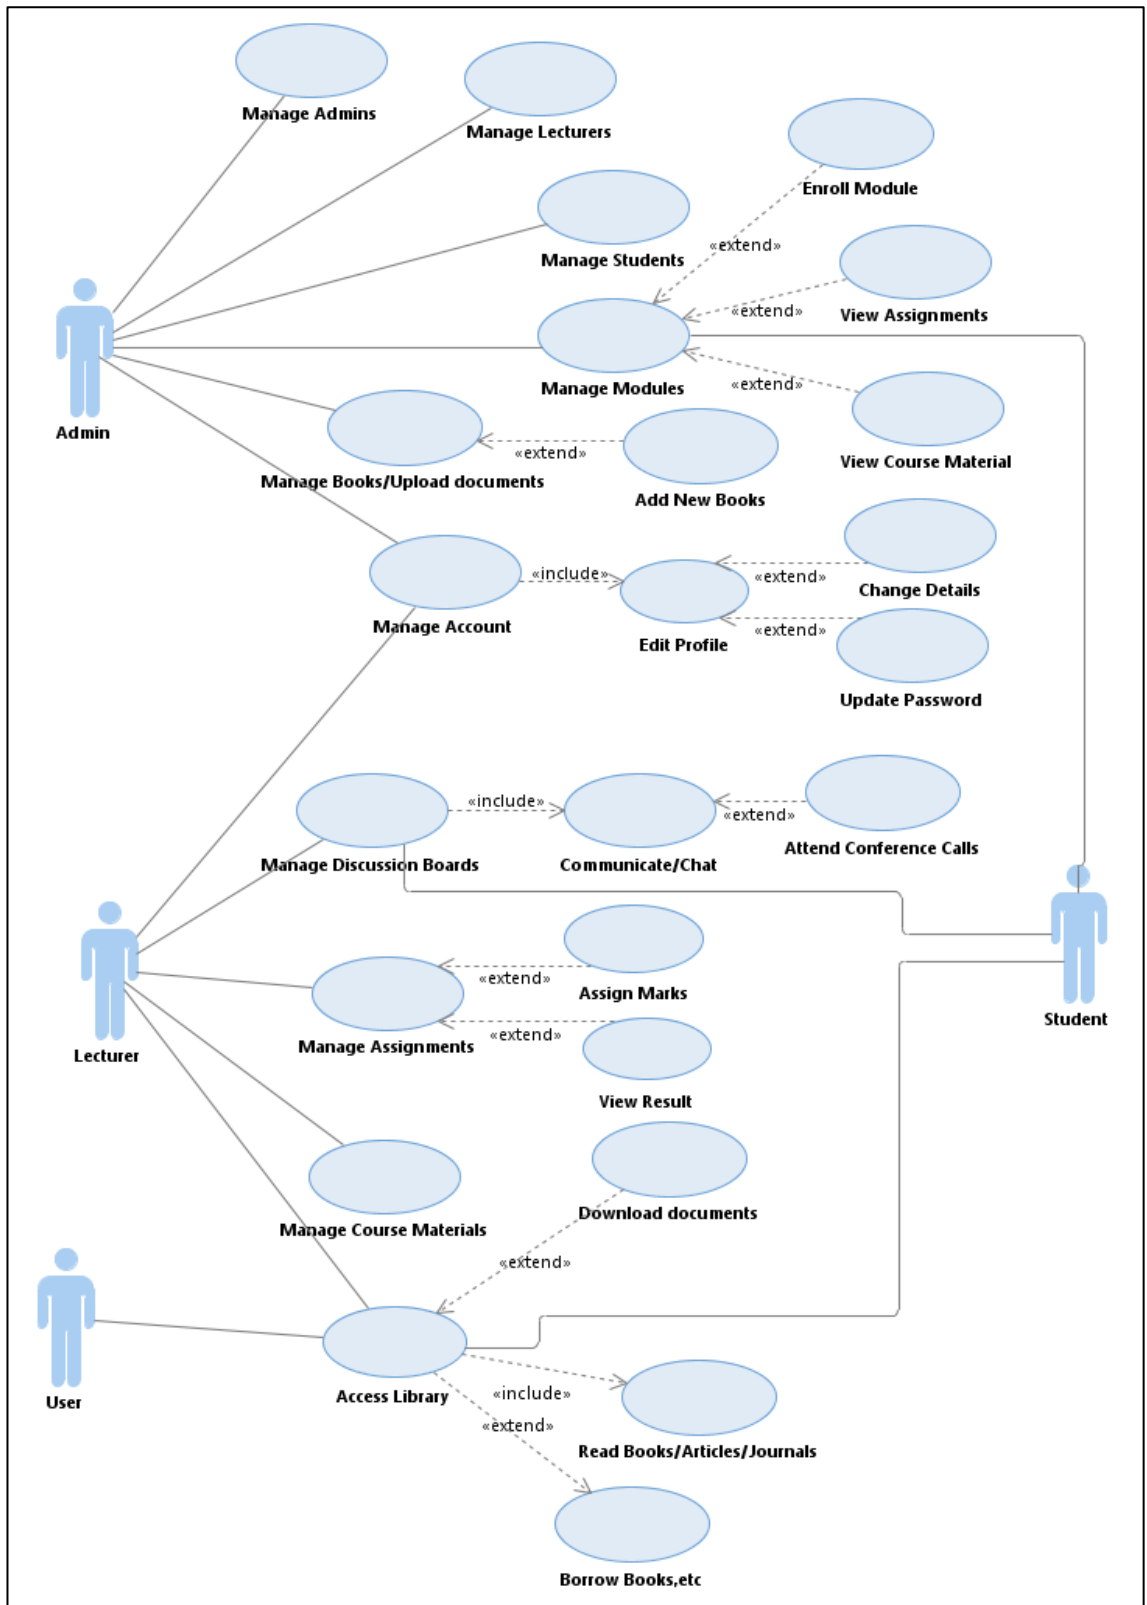 Manage Admins
Manage Lecturers
Enroll Module
Manage Students
«extend»
View Assignments
«extend»
Manage Modules
«extend»
Admin
View Course Material
«extend»
Manage Books/Upload documents
Add New Books
«include»
«extend»
Change Details
Manage Account
Edit Profile
«extend»
Update Password
«include»
«extend»
Manage Discussion Boards
Communicate/Chat
Attend Conference Calls
«extend»
Assign Marks
Student
Lecturer
Manage Assignments
«extend»
View Result
Download documents
Manage Course Materials
«extend»
User
Access Library
«include»
«extend»
Read Books/Articles/Journals
Borrow Books,etc